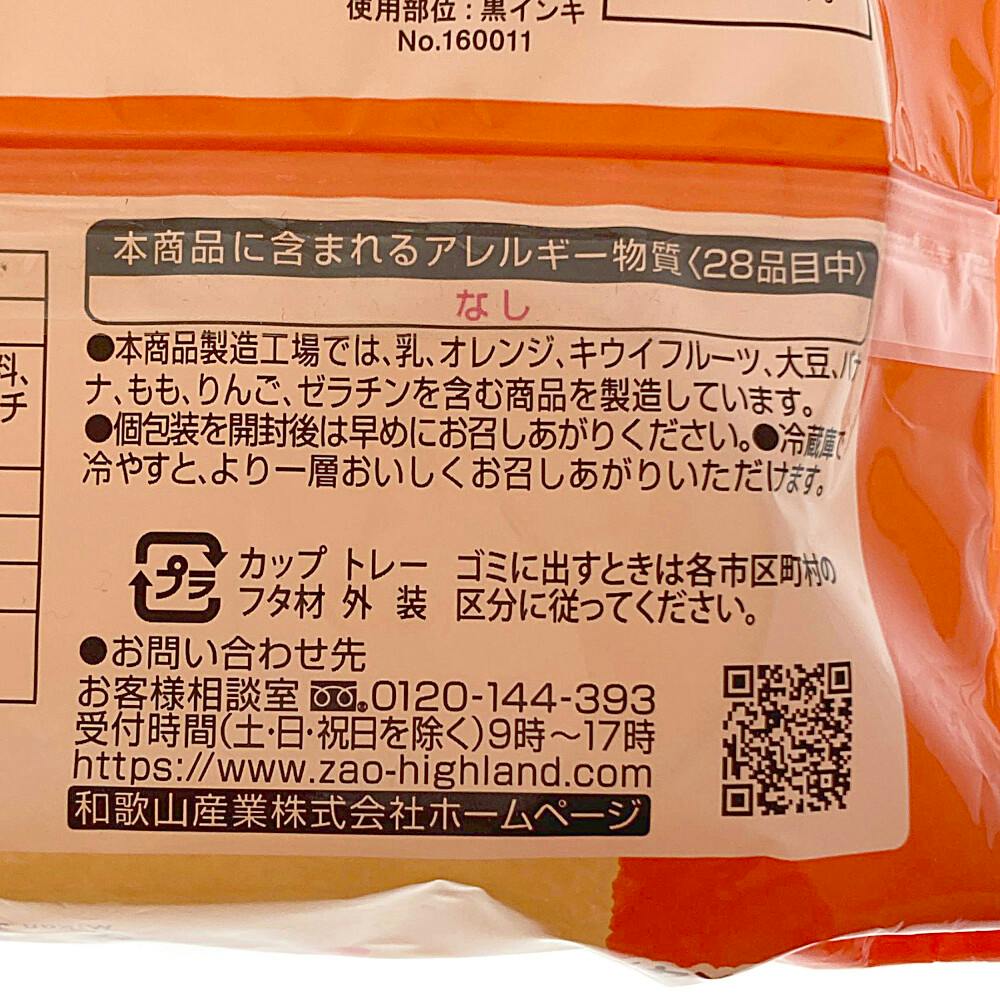 使用部位：黒インキ
No.160011
本商品に含まれるアレルギー物質〈28品目中〉
なし
●本商品製造工場では、乳、オレンジ、キウイフルーツ、大豆、バナ
ナ、もも、りんご、ゼラチンを含む商品を製造しています。
●個包装を開封後は早めにお召しあがりください。●冷蔵庫で
冷やすと、より一層おいしくお召しあがりいただけます。
料、
チ
プラ
カップ トレー
フタ材 外 装
ゴミに出すときは各市区町村の
区分に従ってください。
●お問い合わせ先
お客様相談室 0120-144-393
受付時間(土・日・祝日を除く)9時～17時
https://www.zao-highland.com
和歌山産業株式会社ホームページ